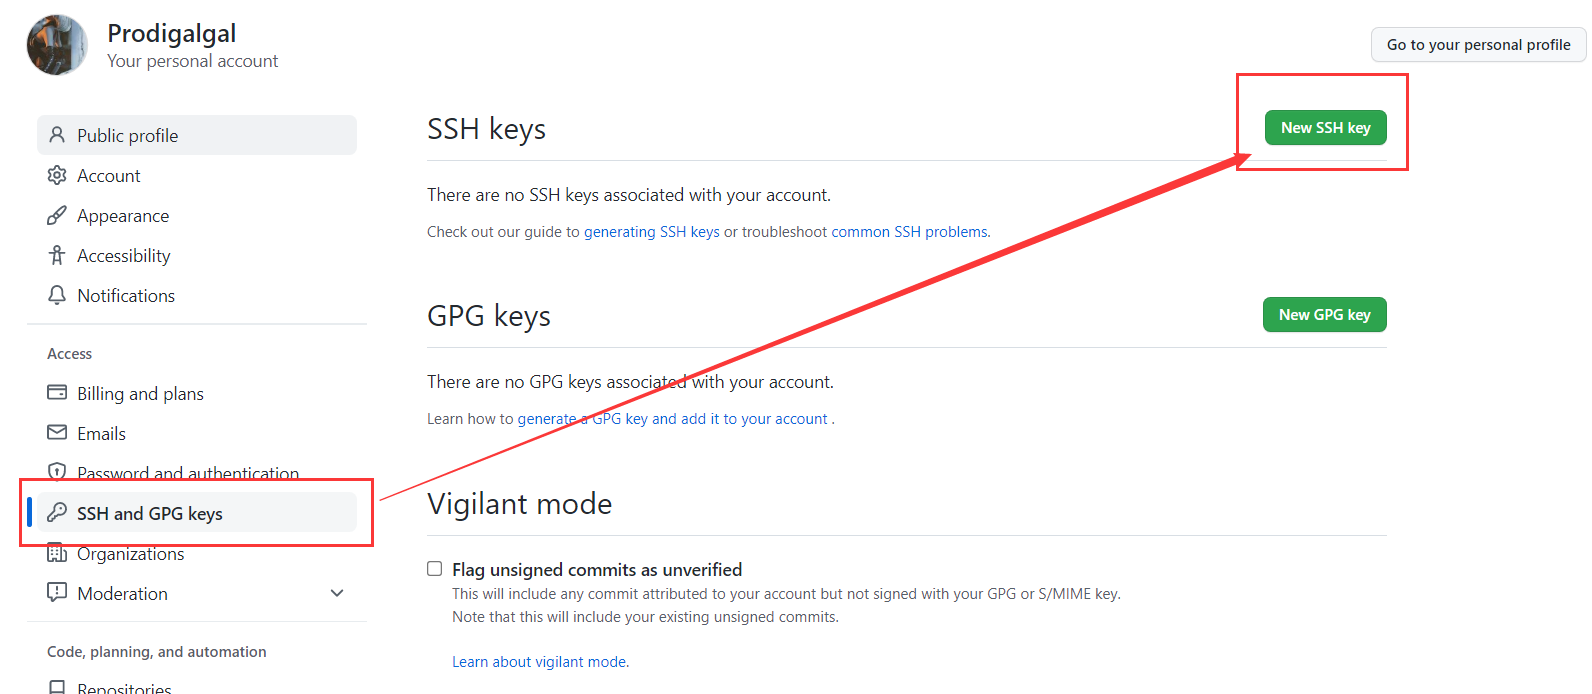 Prodigalgal
Your personal account
Go to your personal profile
Public profile
Account
Appearance
Accessibility
Notifications
Access
Billing and plans
Emails
Password and authentication
SSH and GPG keys
Organizations
Moderation
Code, planning, and automation
Repositories
SSH keys
New SSH key
There are no SSH keys associated with your account.
Check out our guide to generating SSH keys or troubleshoot common SSH problems.
GPG keys
New GPG key
There are no GPG keys associated with your account.
Learn how to generate a GPG key and add it to your account .
Vigilant mode
Flag unsigned commits as unverified
This will include any commit attributed to your account but not signed with your GPG or S/MIME key.
Note that this will include your existing unsigned commits.
Learn about vigilant mode.